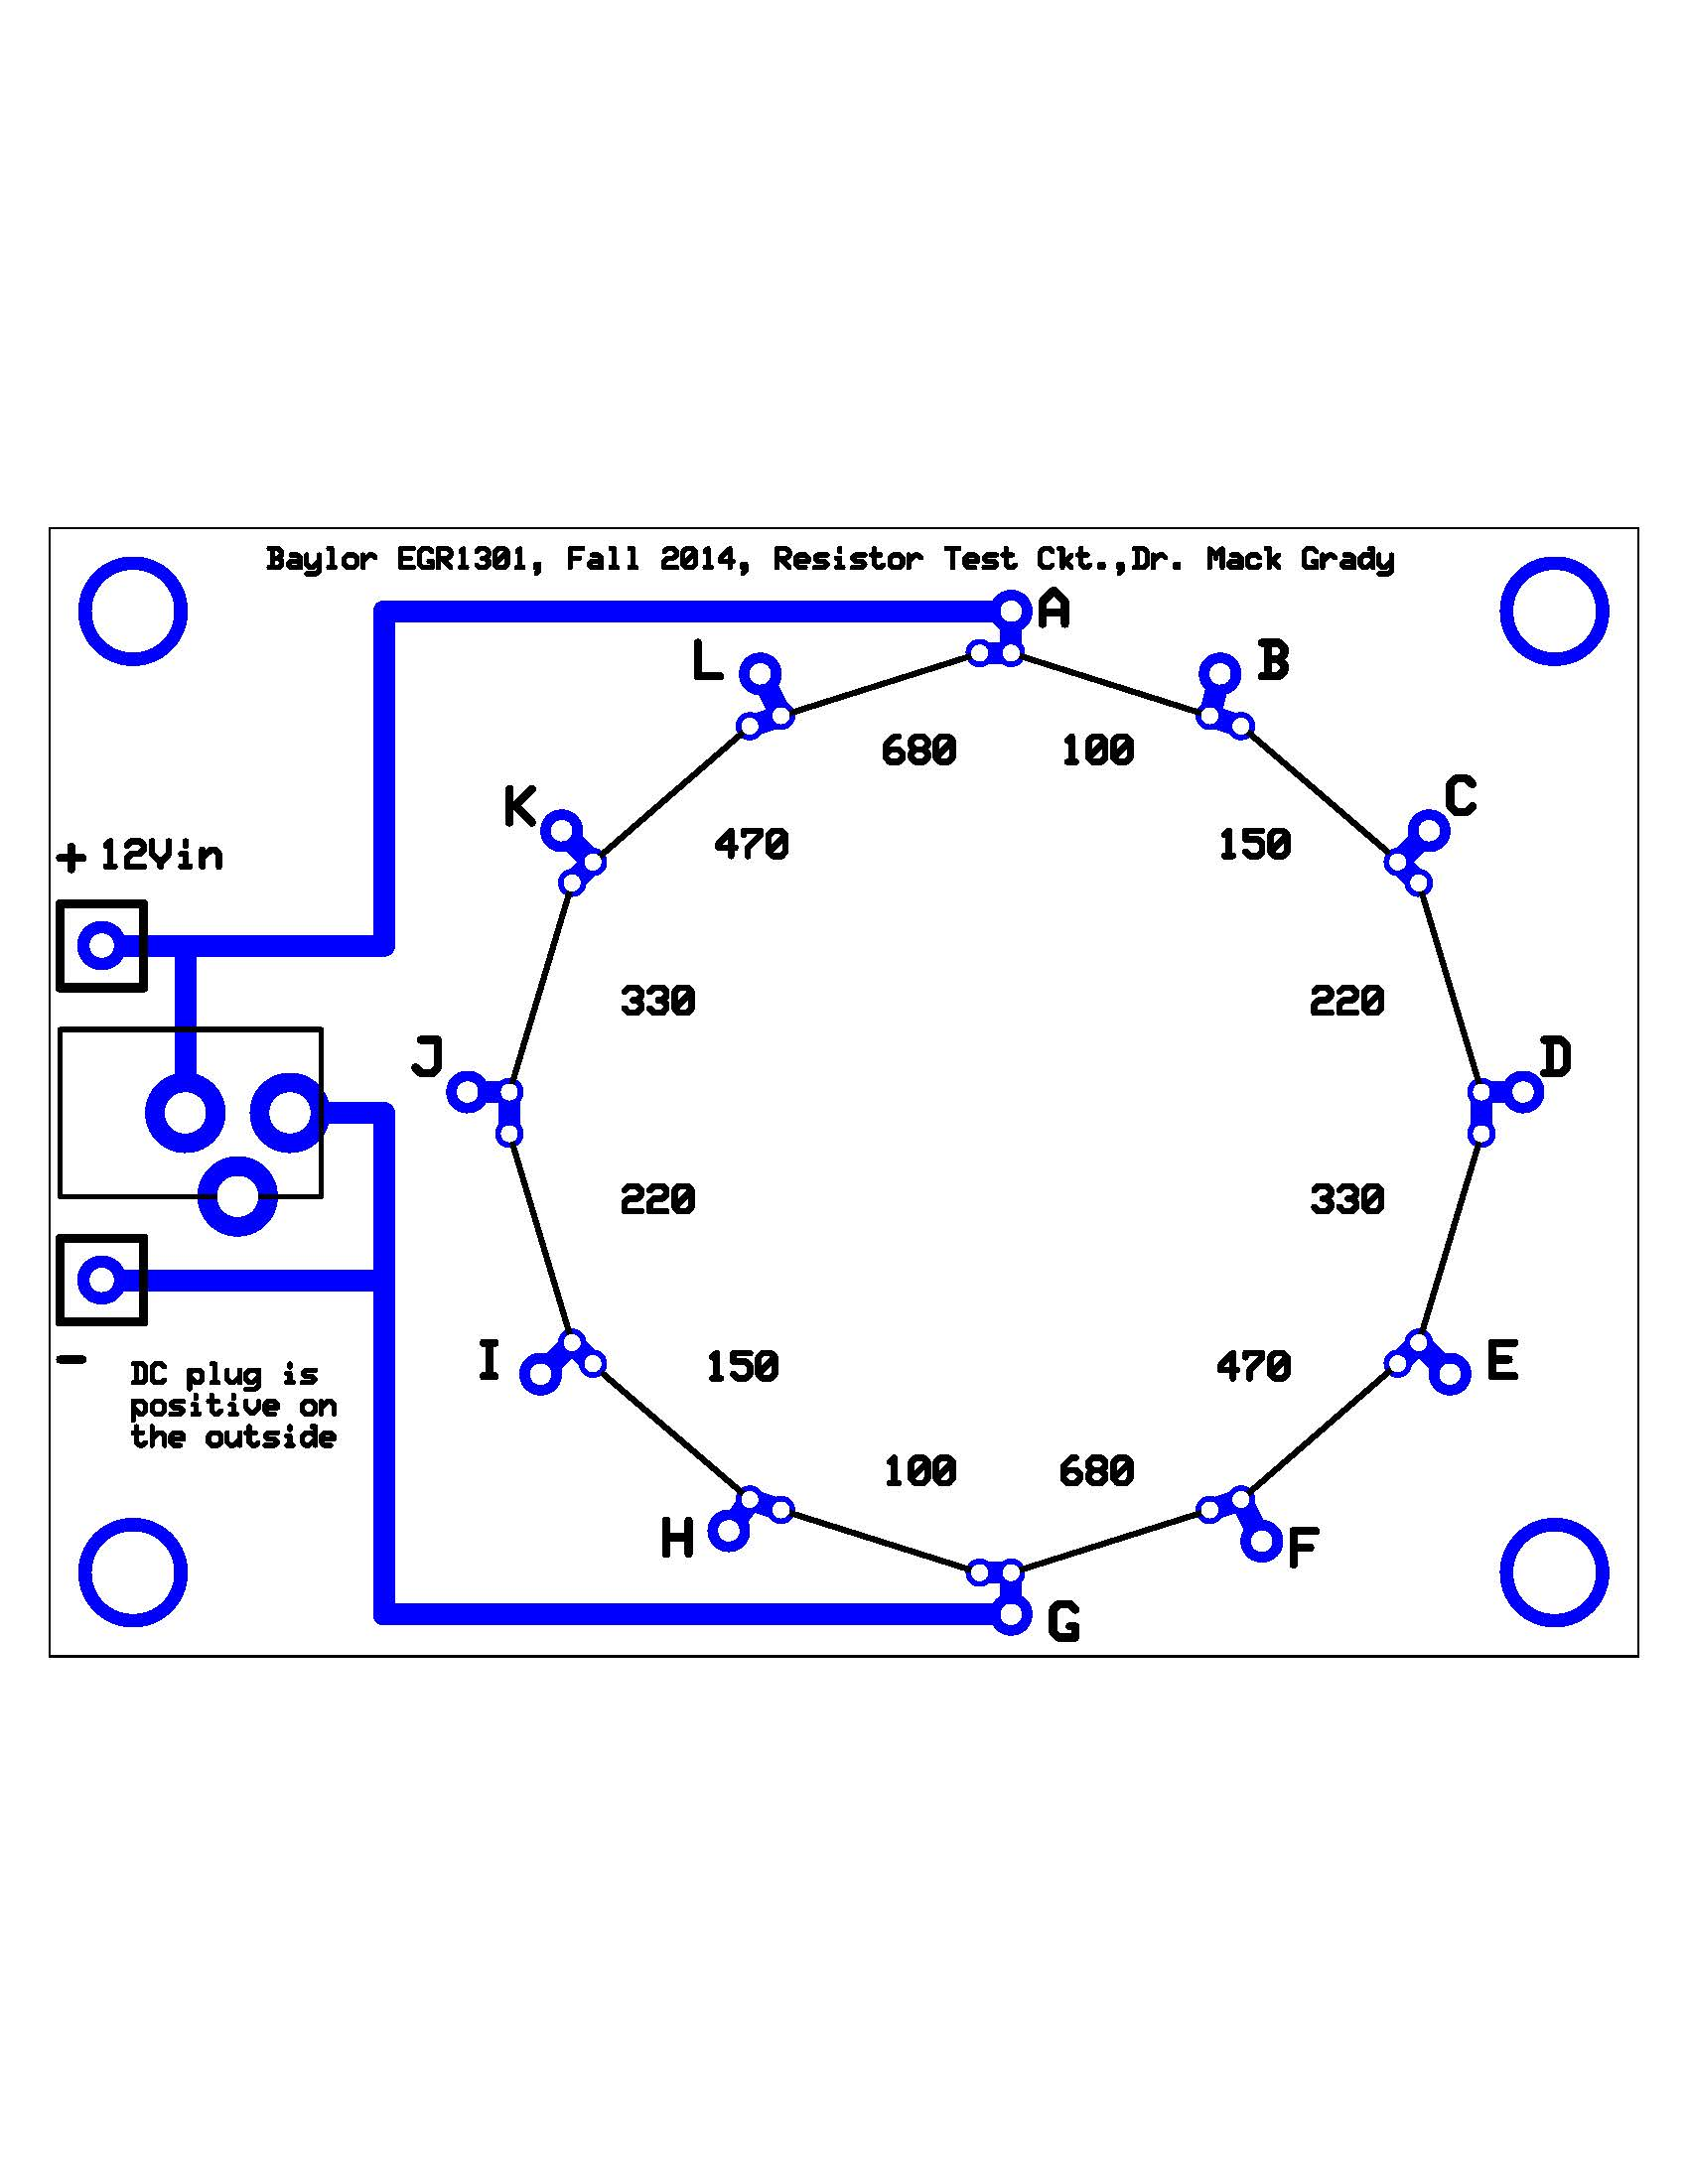 Baylor EGR1301, Fall 2014, Resistor Test Ckt.,Dr. Mack Grady
A
L
B
680
100
K
C
470
150
+ 12Vin
330
220
J
D
220
330
I
E
150
470
-
DC plug is
positive on
the outside
100
680
H
F
G